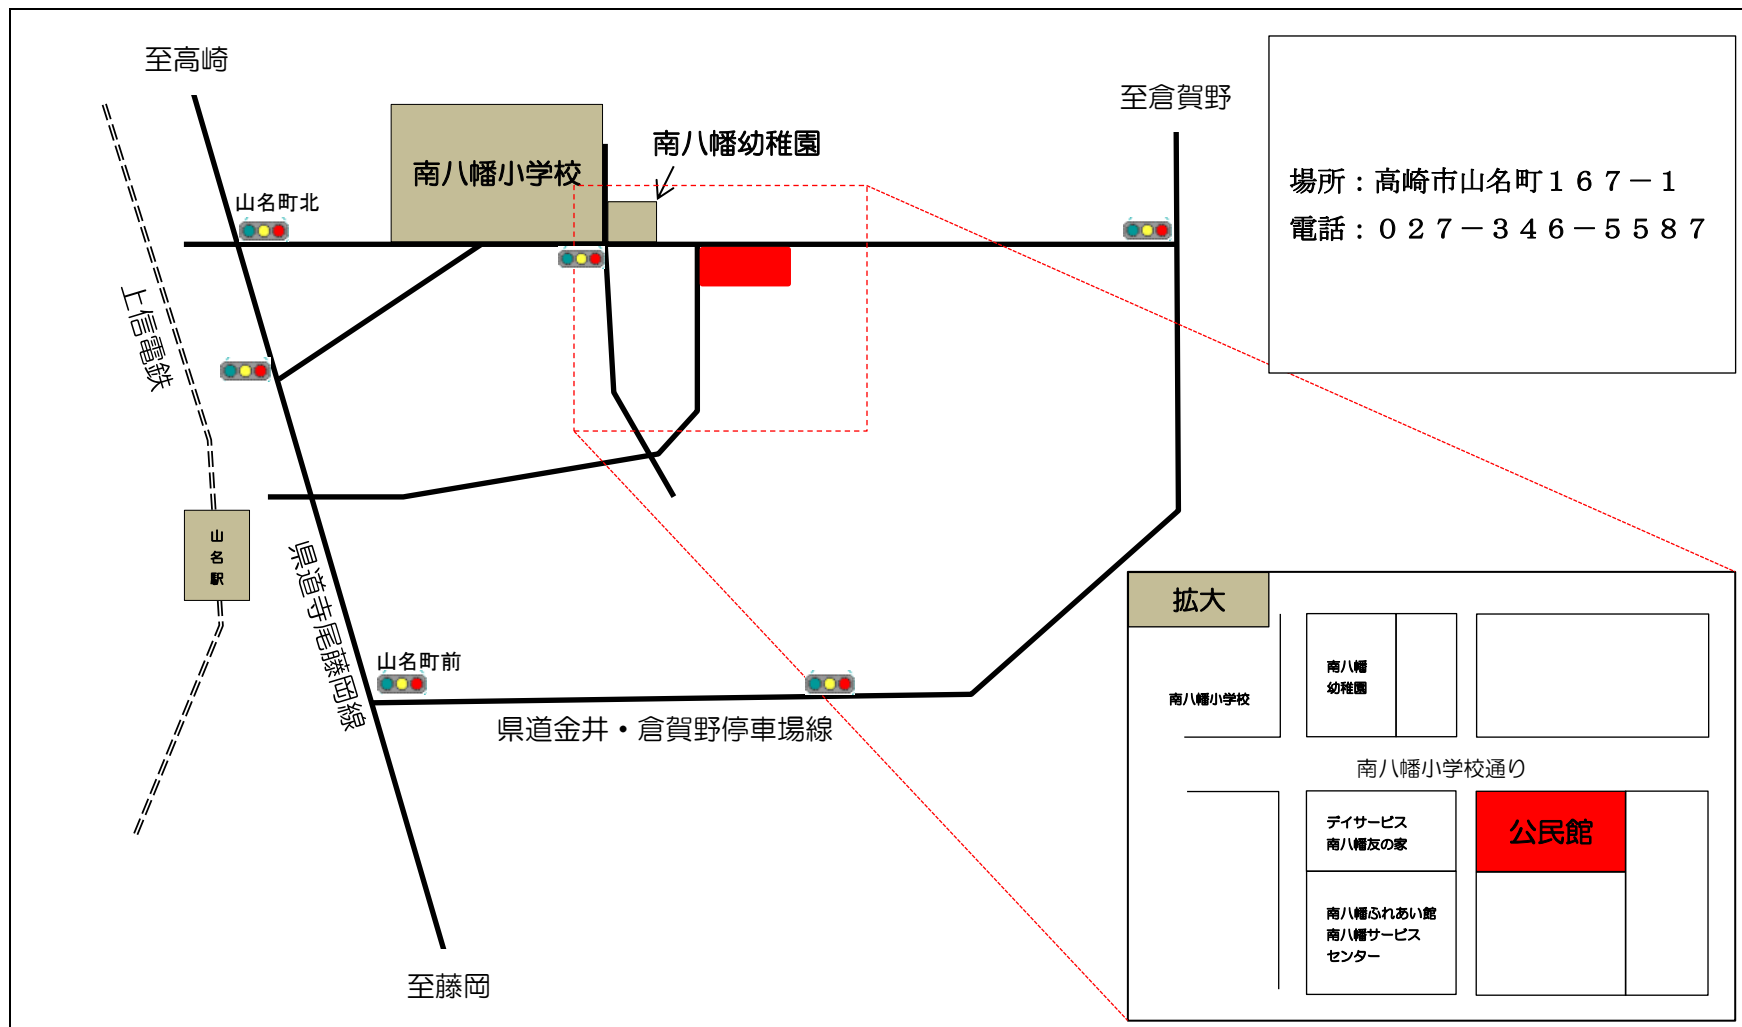 至高崎
至倉賀野
南八幡幼稚園
南八幡小学校
山名町北
場所：高崎市山名町１６７－１
電話：０２７－３４６－５５８７
上信電鉄
山名駅
県道寺尾藤岡線
山名町前
県道金井・倉賀野停車場線
至藤岡
拡大
南八幡小学校
南八幡
幼稚園
南八幡小学校通り
デイサービス
南八幡友の家
公民館
南八幡ふれあい館
南八幡サービス
センター